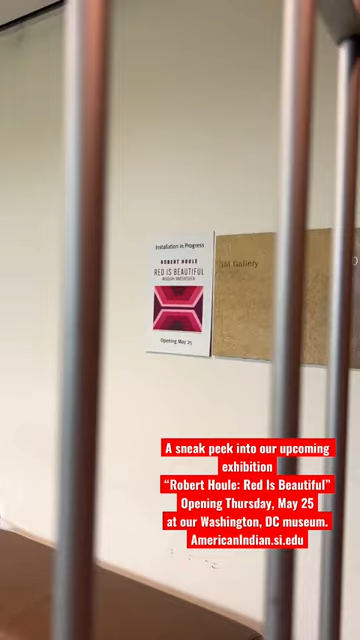 Installation in Progress
ROBERT HOULE
RED IS BEAUTIFUL
Opening May 25
3M Gallery
A sneak peek into our upcoming
exhibition
“Robert Houle: Red Is Beautiful”
Opening Thursday, May 25
at our Washington, DC museum.
AmericanIndian.si.edu